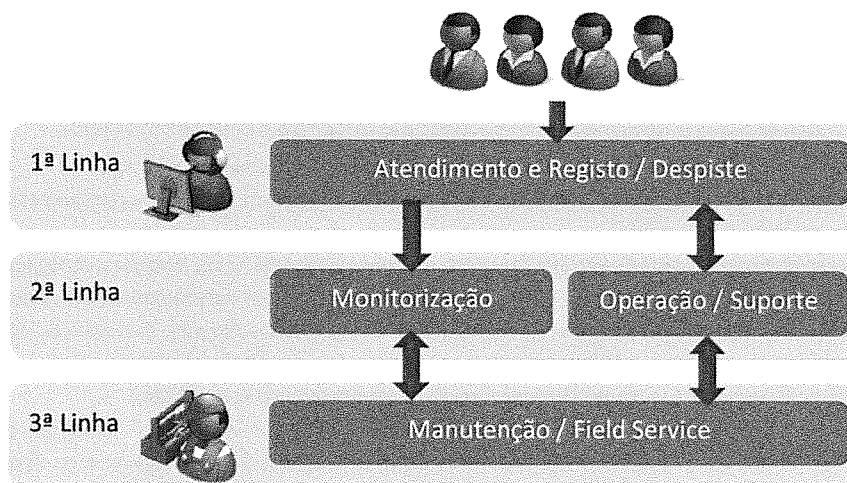 1ª Linha
Atendimento e Registo / Despiste
2ª Linha
Monitorização
Operação / Suporte
3ª Linha
Manutenção / Field Service